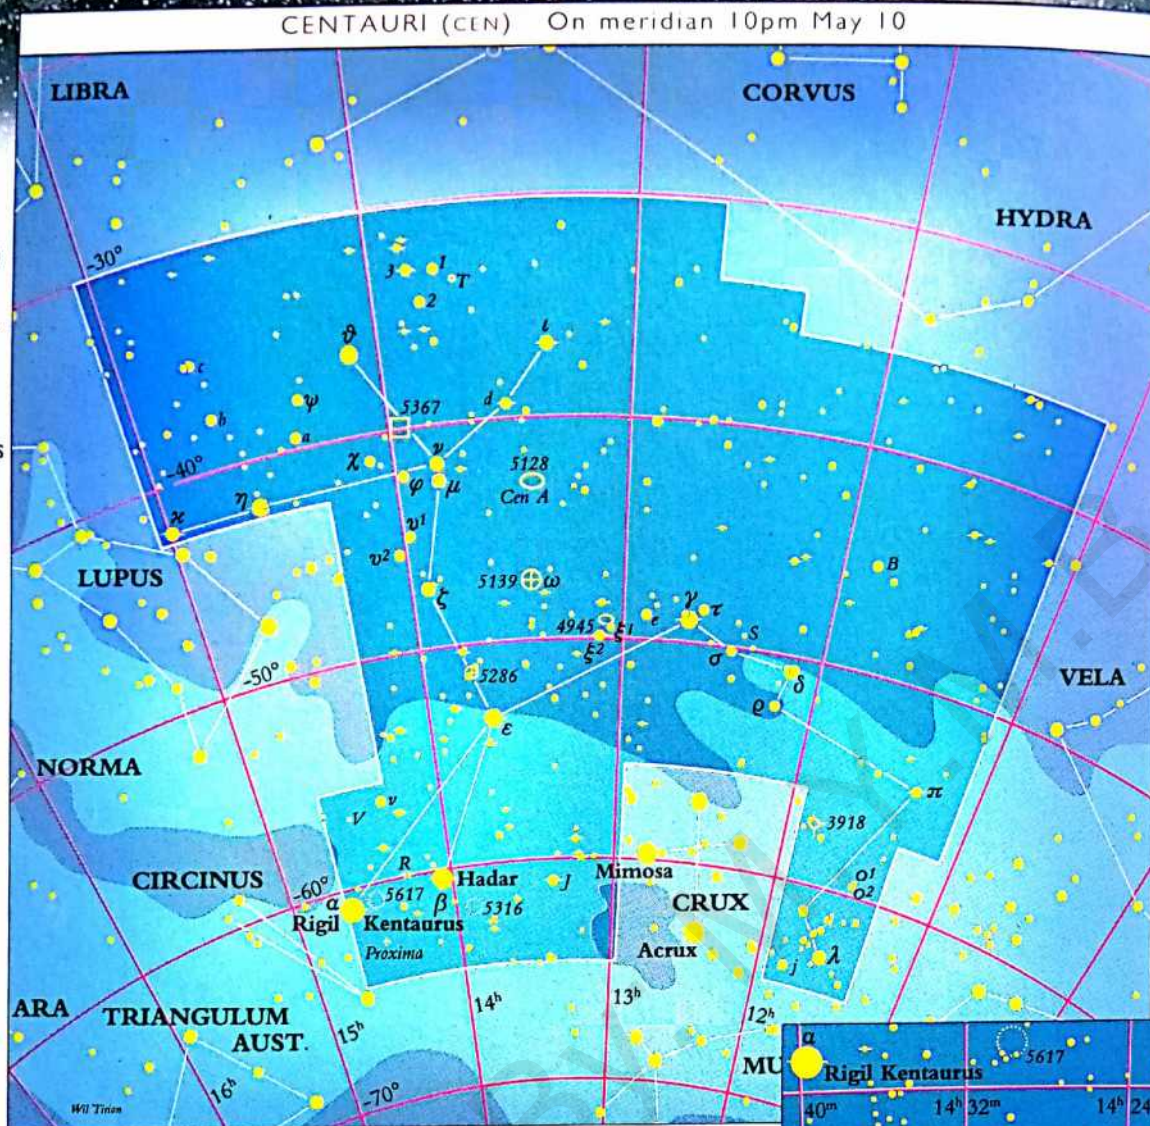 CENTAURI (CEN) On meridian 10pm May 10
LIBRA
CORVUS
HYDRA
-30°
3 1
T
2
ϑ
ι
c
ψ
d
b
5367
a
-40°
χ
ν
5128
φ
μ
Cen A
η
ϰ
υ¹
υ²
B
LUPUS
ζ
5139 ω
γ τ
e
4945 ξ¹
ξ²
σ
S
-50°
5286
δ
VELA
ϱ
ε
NORMA
π
ν
V
3918
R
CIRCINUS
-60°
Hadar
J
Mimosa
o¹
o²
α
5617
β
5316
CRUX
Rigil Kentaurus
Proxima
Acrux
j
λ
ARA
TRIANGULUM
AUST.
15ʰ
14ʰ
13ʰ
12ʰ
16ʰ
-70°
MU
α
5617
Rigil Kentaurus
40ᵐ
14ʰ 32ᵐ
14ʰ 24
Wil Tirion